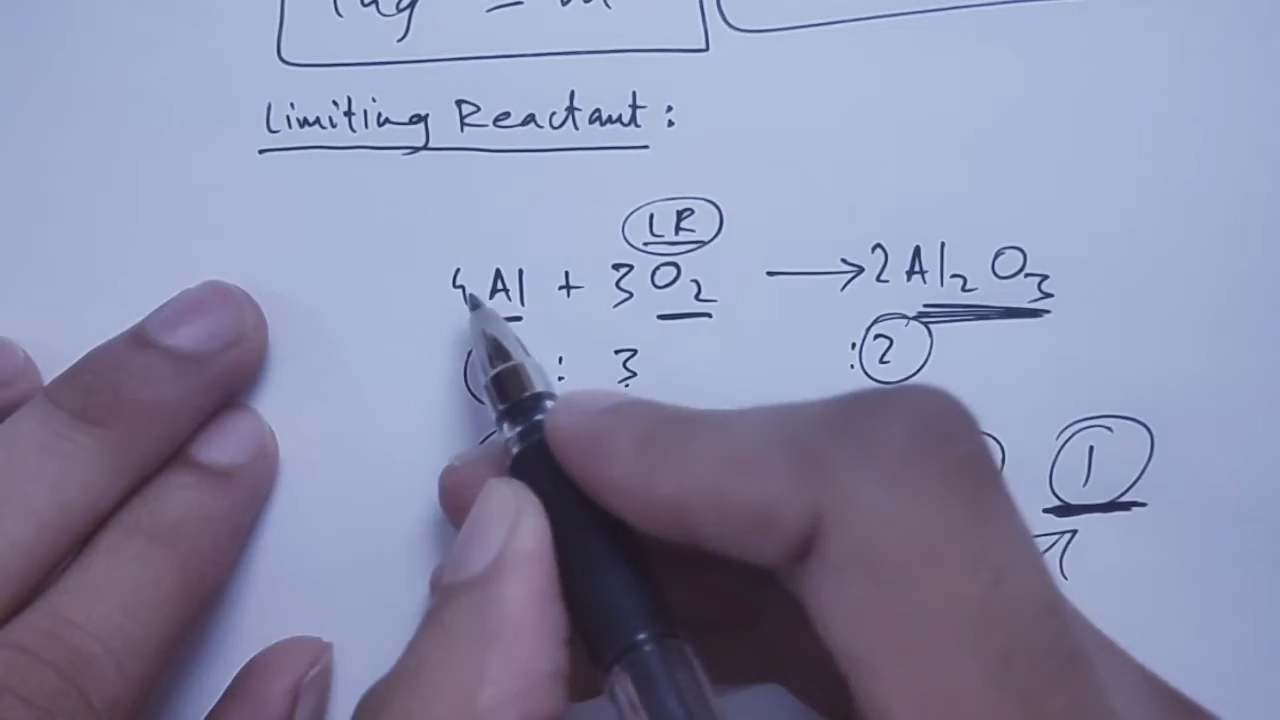 Limiting Reactant:
LR
4Al + 3O₂ → 2Al₂O₃
: 3 :2
1